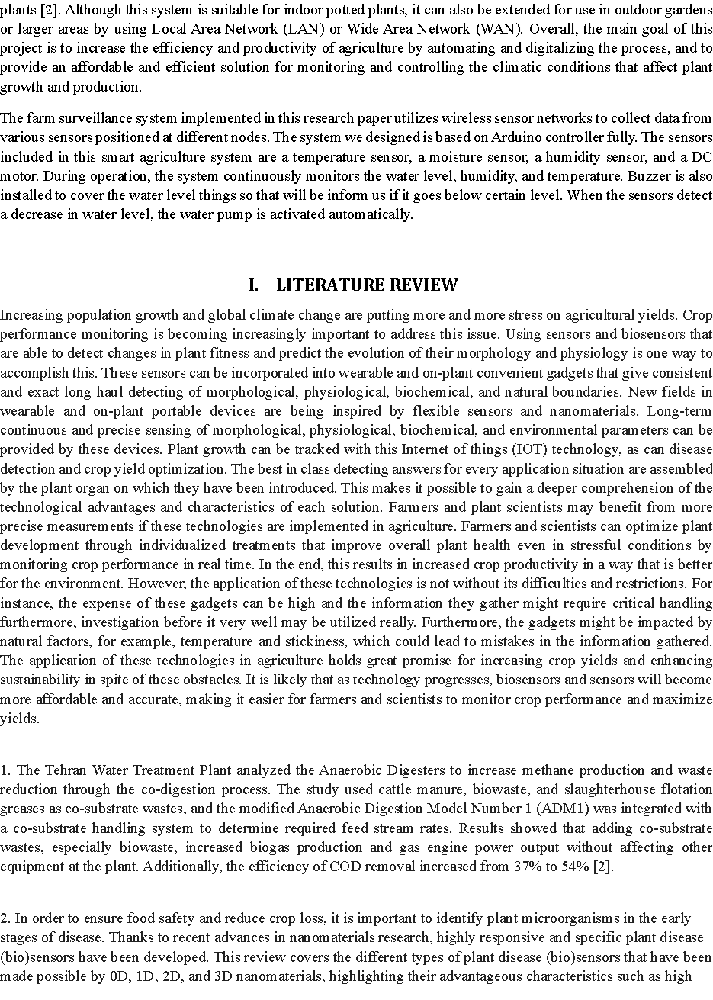 plants [2]. Although this system is suitable for indoor potted plants, it can also be extended for use in outdoor gardens
or larger areas by using Local Area Network (LAN) or Wide Area Network (WAN). Overall, the main goal of this
project is to increase the efficiency and productivity of agriculture by automating and digitalizing the process, and to
provide an affordable and efficient solution for monitoring and controlling the climatic conditions that affect plant
growth and production.
The farm surveillance system implemented in this research paper utilizes wireless sensor networks to collect data from
various sensors positioned at different nodes. The system we designed is based on Arduino controller fully. The sensors
included in this smart agriculture system are a temperature sensor, a moisture sensor, a humidity sensor, and a DC
motor. During operation, the system continuously monitors the water level, humidity, and temperature. Buzzer is also
installed to cover the water level things so that will be inform us if it goes below certain level. When the sensors detect
a decrease in water level, the water pump is activated automatically.
I. LITERATURE REVIEW
Increasing population growth and global climate change are putting more and more stress on agricultural yields. Crop
performance monitoring is becoming increasingly important to address this issue. Using sensors and biosensors that
are able to detect changes in plant fitness and predict the evolution of their morphology and physiology is one way to
accomplish this. These sensors can be incorporated into wearable and on-plant convenient gadgets that give consistent
and exact long haul detecting of morphological, physiological, biochemical, and natural boundaries. New fields in
wearable and on-plant portable devices are being inspired by flexible sensors and nanomaterials. Long-term
continuous and precise sensing of morphological, physiological, biochemical, and environmental parameters can be
provided by these devices. Plant growth can be tracked with this Internet of things (IOT) technology, as can disease
detection and crop yield optimization. The best in class detecting answers for every application situation are assembled
by the plant organ on which they have been introduced. This makes it possible to gain a deeper comprehension of the
technological advantages and characteristics of each solution. Farmers and plant scientists may benefit from more
precise measurements if these technologies are implemented in agriculture. Farmers and scientists can optimize plant
development through individualized treatments that improve overall plant health even in stressful conditions by
monitoring crop performance in real time. In the end, this results in increased crop productivity in a way that is better
for the environment. However, the application of these technologies is not without its difficulties and restrictions. For
instance, the expense of these gadgets can be high and the information they gather might require critical handling
furthermore, investigation before it very well may be utilized really. Furthermore, the gadgets might be impacted by
natural factors, for example, temperature and stickiness, which could lead to mistakes in the information gathered.
The application of these technologies in agriculture holds great promise for increasing crop yields and enhancing
sustainability in spite of these obstacles. It is likely that as technology progresses, biosensors and sensors will become
more affordable and accurate, making it easier for farmers and scientists to monitor crop performance and maximize
yields.
1. The Tehran Water Treatment Plant analyzed the Anaerobic Digesters to increase methane production and waste
reduction through the co-digestion process. The study used cattle manure, biowaste, and slaughterhouse flotation
greases as co-substrate wastes, and the modified Anaerobic Digestion Model Number 1 (ADM1) was integrated with
a co-substrate handling system to determine required feed stream rates. Results showed that adding co-substrate
wastes, especially biowaste, increased biogas production and gas engine power output without affecting other
equipment at the plant. Additionally, the efficiency of COD removal increased from 37% to 54% [2].
2. In order to ensure food safety and reduce crop loss, it is important to identify plant microorganisms in the early
stages of disease. Thanks to recent advances in nanomaterials research, highly responsive and specific plant disease
(bio)sensors have been developed. This review covers the different types of plant disease (bio)sensors that have been
made possible by 0D, 1D, 2D, and 3D nanomaterials, highlighting their advantageous characteristics such as high